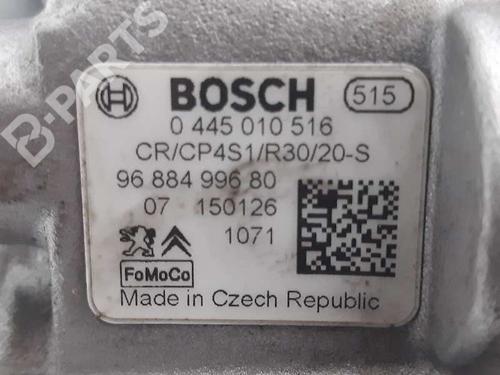 B-PARTS
BOSCH 515
0 445 010 516
CR/CP4S1/R30/20-S
96 884 996 80
07 150126
1071
FoMoCo
Made in Czech Republic